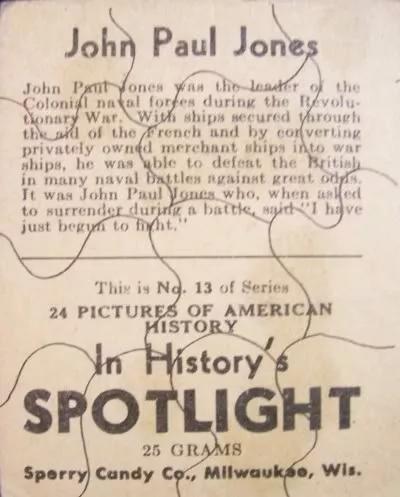 John Paul Jones
John Paul Jones was the leader of the
Colonial naval forces during the Revolu-
tionary War. With ships secured through
the aid of the French and by converting
privately owned merchant ships into war
ships, he was able to defeat the British
in many naval battles against great odds.
It was John Paul Jones who, when asked
to surrender during a battle, said "I have
just begun to fight."
This is No. 13 of Series
24 PICTURES OF AMERICAN
HISTORY
In History's
SPOTLIGHT
25 GRAMS
Sperry Candy Co., Milwaukee, Wis.